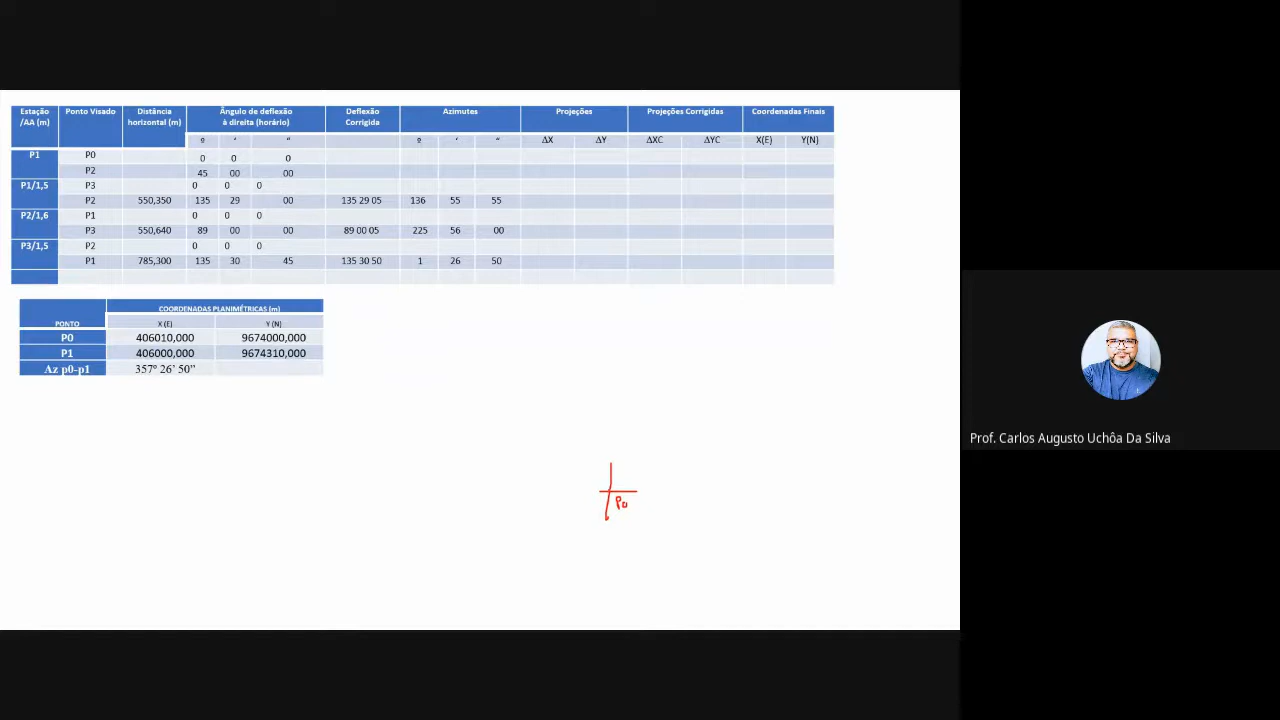 Estação /AA (m) Ponto Visado Distância horizontal (m) Ângulo de deflexão à direita (horário) Deflexão Corrigida Azimutes Projeções Projeções Corrigidas Coordenadas Finais
º ‘ “ º ‘ “ ΔX ΔY ΔXC ΔYC X(E) Y(N)
P1 P0 0 0 0
P2 45 00 00
P1/1,5 P3 0 0 0
P2 550,350 135 29 00 135 29 05 136 55 55
P2/1,6 P1 0 0 0
P3 550,640 89 00 00 89 00 05 225 56 00
P3/1,5 P2 0 0 0
P1 785,300 135 30 45 135 30 50 1 26 50
PONTO COORDENADAS PLANIMÉTRICAS (m)
X (E) Y (N)
P0 406010,000 9674000,000
P1 406000,000 9674310,000
Az p0-p1 357º 26’ 50”
P0
Prof. Carlos Augusto Uchôa Da Silva